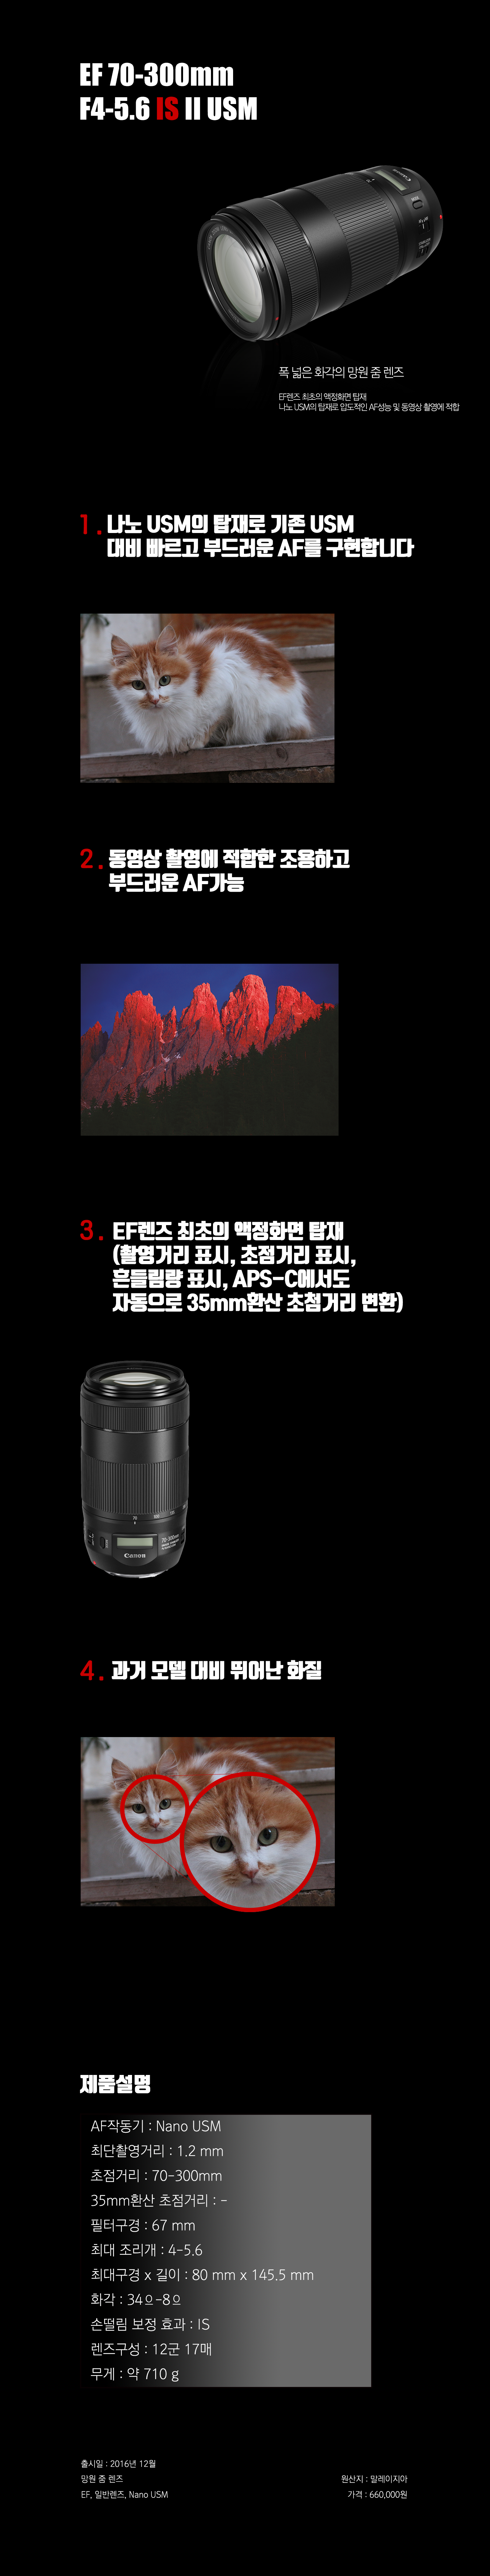 EF 70-300mm
F4-5.6 IS II USM
폭 넓은 화각의 망원 줌 렌즈
EF렌즈 최초의 액정화면 탑재
나노 USM의 탑재로 압도적인 AF성능 및 동영상 촬영에 적합
1. 나노 USM의 탑재로 기존 USM
대비 빠르고 부드러운 AF를 구현합니다
2. 동영상 촬영에 적합한 조용하고
부드러운 AF가능
3. EF렌즈 최초의 액정화면 탑재
(촬영거리 표시, 초점거리 표시,
흔들림량 표시, APS-C에서도
자동으로 35mm환산 초첨거리 변환)
70
Canon
70-300mm
4. 과거 모델 대비 뛰어난 화질
제품설명
AF작동기 : Nano USM
최단촬영거리 : 1.2 mm
초점거리 : 70-300mm
35mm환산 초점거리 : -
필터구경 : 67 mm
최대 조리개 : 4-5.6
최대구경 x 길이 : 80 mm x 145.5 mm
화각 : 34º-8º
손떨림 보정 효과 : IS
렌즈구성 : 12군 17매
무게 : 약 710 g
출시일 : 2016년 12월
망원 줌 렌즈
EF, 일반렌즈, Nano USM
원산지 : 말레이지아
가격 : 660,000원